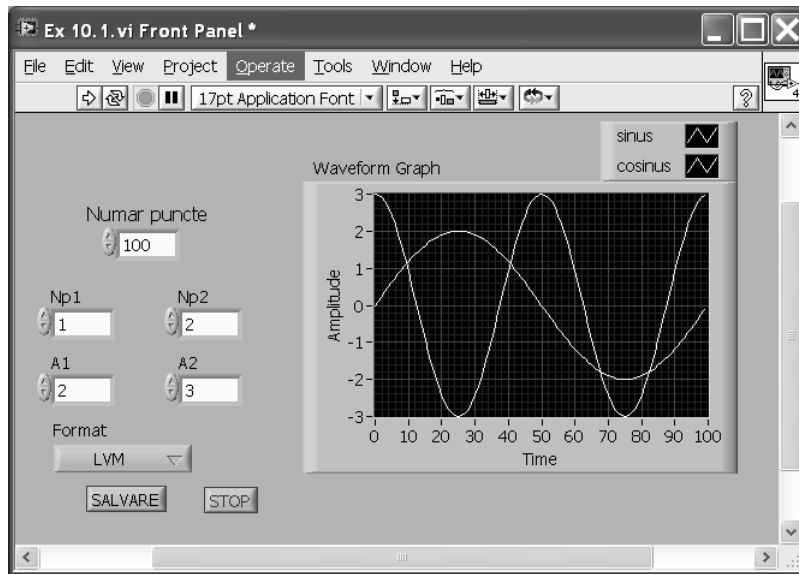 Ex 10.1.vi Front Panel *
File Edit View Project Operate Tools Window Help
17pt Application Font
4
sinus
cosinus
Waveform Graph
Numar puncte
100
Np1 Np2
1 2
A1 A2
2 3
Format
LVM
SALVARE STOP
Amplitude
3
2
1
0
-1
-2
-3
0 10 20 30 40 50 60 70 80 90 100
Time